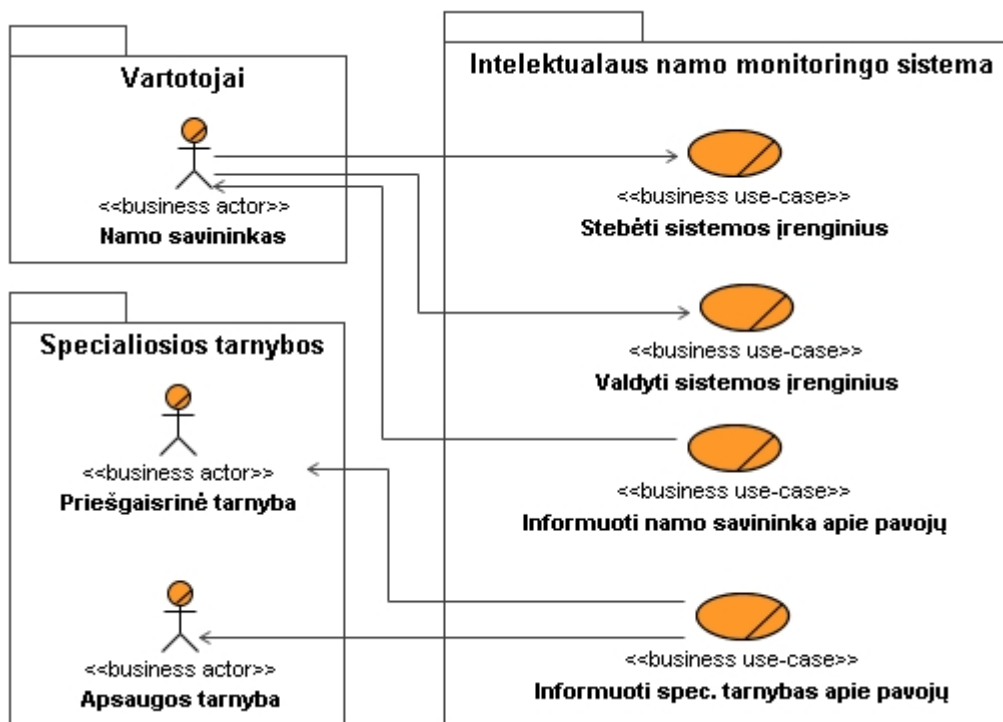 Vartotojai
<<business actor>>
Namo savininkas
Specialiosios tarnybos
<<business actor>>
Priešgaisrinė tarnyba
<<business actor>>
Apsaugos tarnyba
Intelektualaus namo monitoringo sistema
<<business use-case>>
Stebėti sistemos įrenginius
<<business use-case>>
Valdyti sistemos įrenginius
<<business use-case>>
Informuoti namo savininka apie pavojų
<<business use-case>>
Informuoti spec. tarnybas apie pavojų